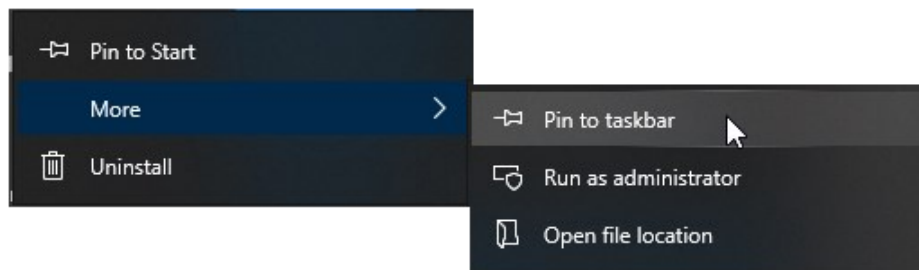 Pin to Start
More
Uninstall
Pin to taskbar
Run as administrator
Open file location